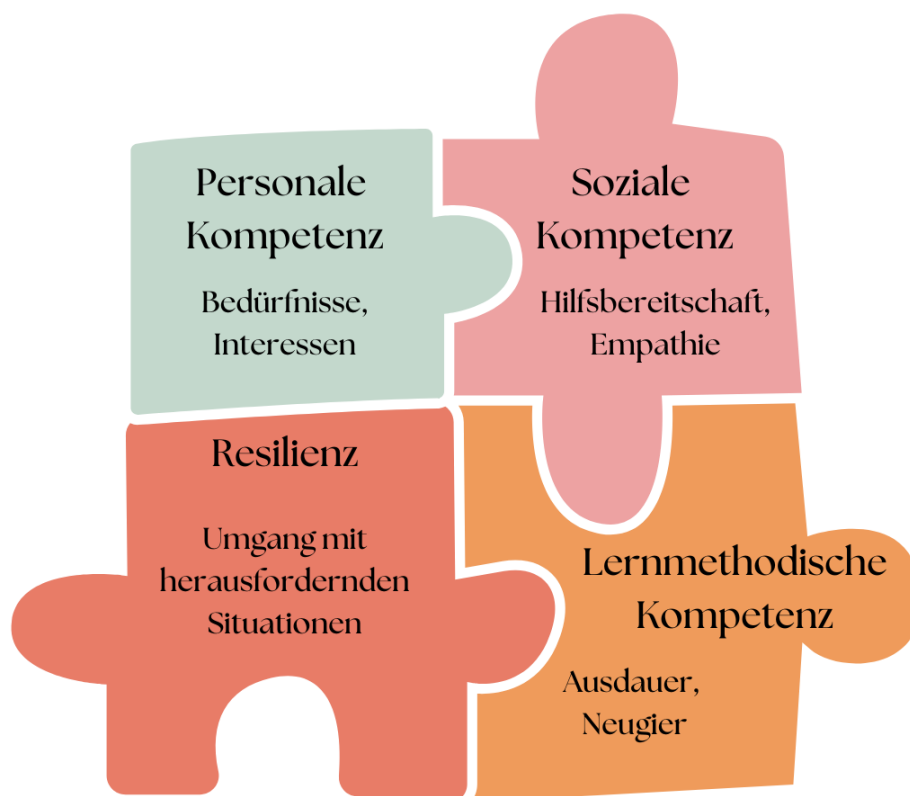 Personale
Kompetenz
Bedürfnisse,
Interessen
Soziale
Kompetenz
Hilfsbereitschaft,
Empathie
Resilienz
Umgang mit
herausfordernden
Situationen
Lernmethodische
Kompetenz
Ausdauer,
Neugier